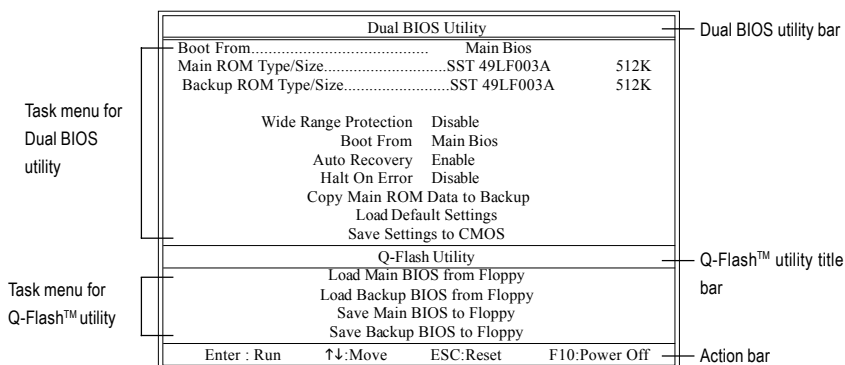 Dual BIOS Utility
Dual BIOS utility bar
Boot From..................................... Main Bios
Main ROM Type/Size..........................SST 49LF003A 512K
Backup ROM Type/Size......................SST 49LF003A 512K
Task menu for
Dual BIOS
utility
Wide Range Protection Disable
Boot From Main Bios
Auto Recovery Enable
Halt On Error Disable
Copy Main ROM Data to Backup
Load Default Settings
Save Settings to CMOS
Q-Flash Utility
Q-Flash™ utility title
bar
Task menu for
Q-Flash™ utility
Load Main BIOS from Floppy
Load Backup BIOS from Floppy
Save Main BIOS to Floppy
Save Backup BIOS to Floppy
Enter : Run ↑↓:Move ESC:Reset F10:Power Off
Action bar